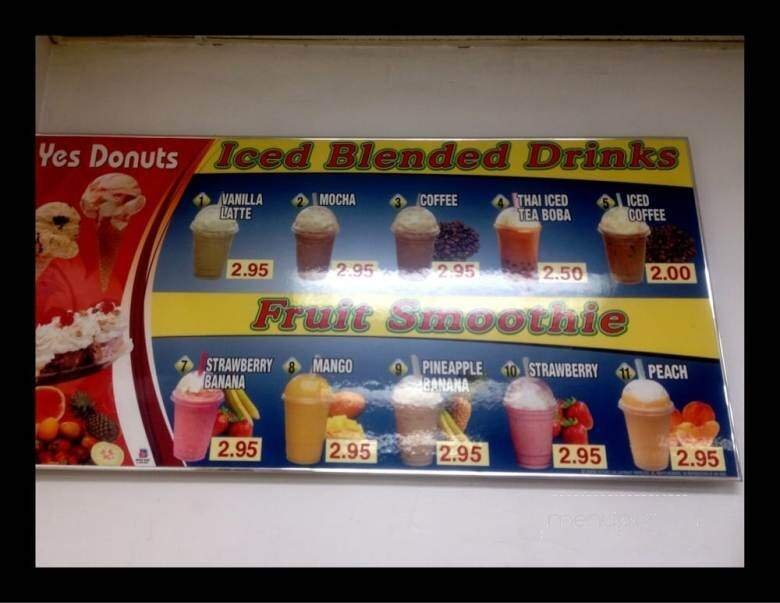 Yes Donuts
Iced Blended Drinks
1 VANILLA
LATTE
2.95
2 MOCHA
2.95
3 COFFEE
2.95
4 THAI ICED
TEA BOBA
2.50
5 ICED
COFFEE
2.00
Fruit Smoothie
7 STRAWBERRY
BANANA
2.95
8 MANGO
2.95
9 PINEAPPLE
BANANA
2.95
10 STRAWBERRY
2.95
11 PEACH
2.95